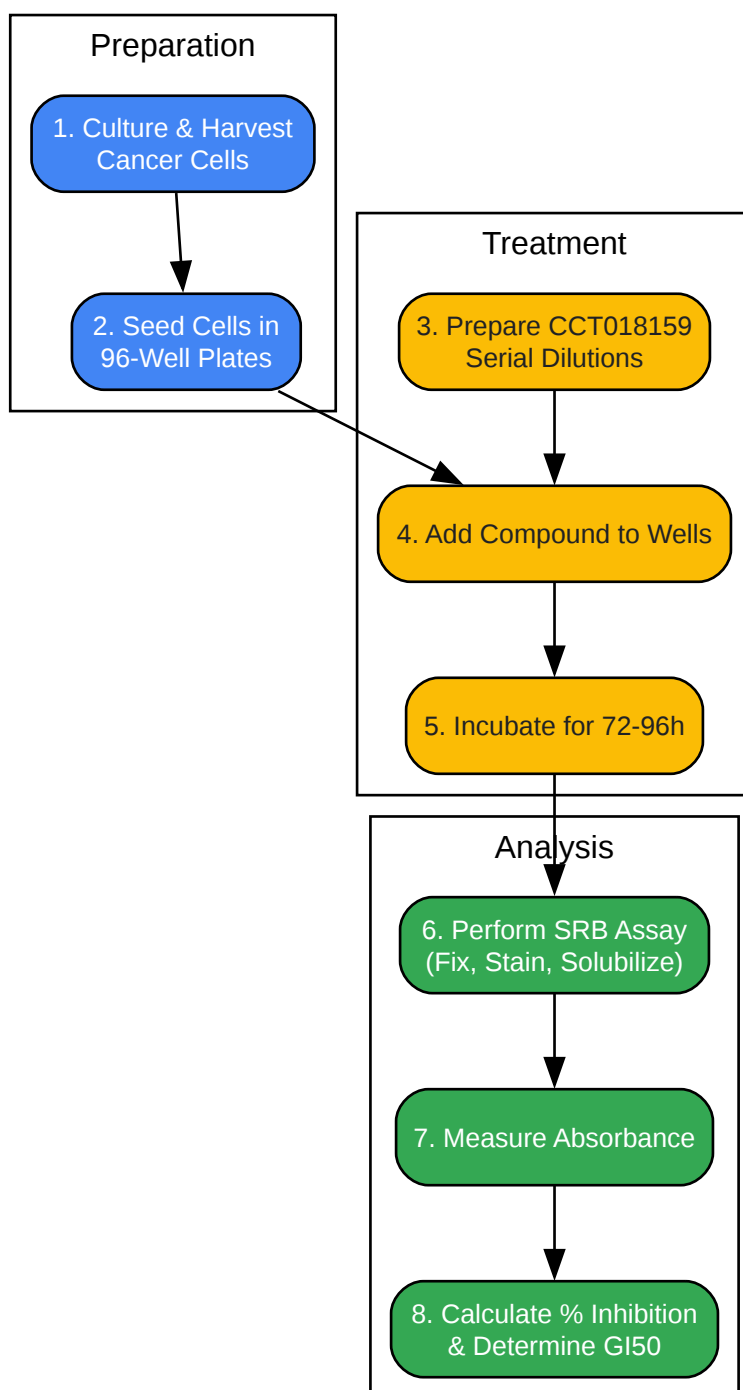 Preparation
1. Culture & Harvest
Cancer Cells
2. Seed Cells in
96-Well Plates
Treatment
3. Prepare CCT018159
Serial Dilutions
4. Add Compound to Wells
5. Incubate for 72-96h
Analysis
6. Perform SRB Assay
(Fix, Stain, Solubilize)
7. Measure Absorbance
8. Calculate % Inhibition
& Determine GI50